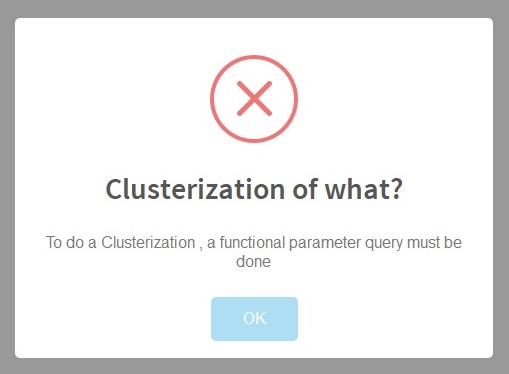 Clusterization of what?
To do a Clusterization , a functional parameter query must be
done
OK